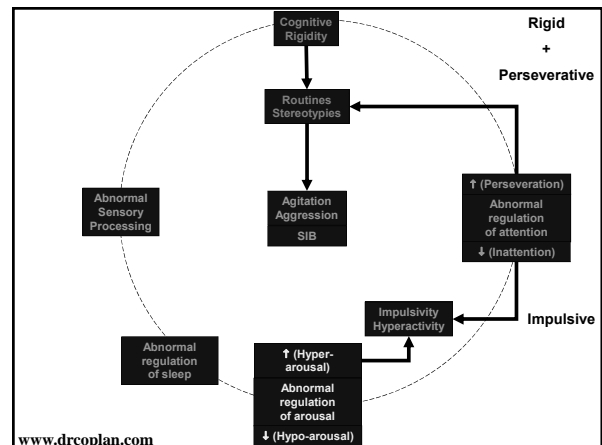 Cognitive
Rigidity
Rigid
+
Perseverative
Routines
Stereotypies
↑ (Perseveration)
Abnormal
regulation
of attention
↓ (Inattention)
Abnormal
Sensory
Processing
Agitation
Aggression
SIB
Impulsivity
Hyperactivity
Impulsive
Abnormal
regulation
of sleep
↑ (Hyper-
arousal)
Abnormal
regulation
of arousal
↓ (Hypo-arousal)
www.drcoplan.com